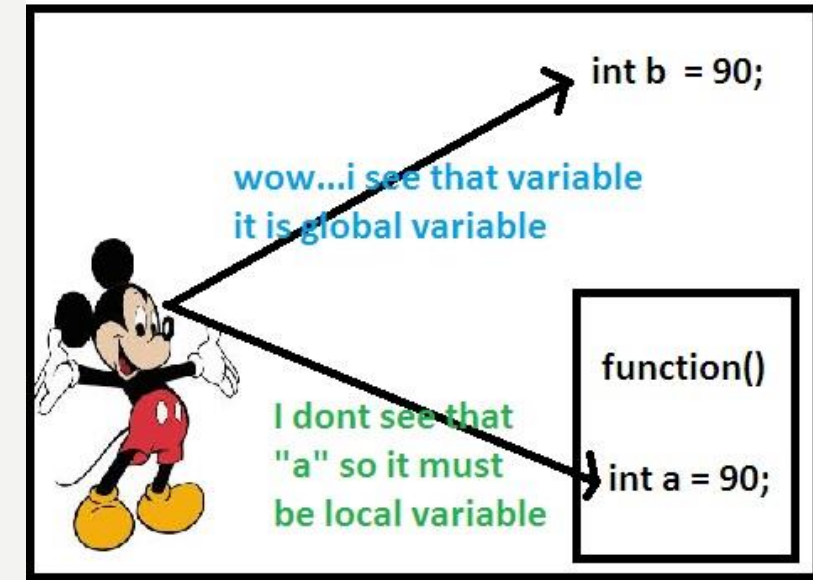 int b = 90;
wow...i see that variable
it is global variable
function()
I dont see that
"a" so it must
int a = 90;
be local variable